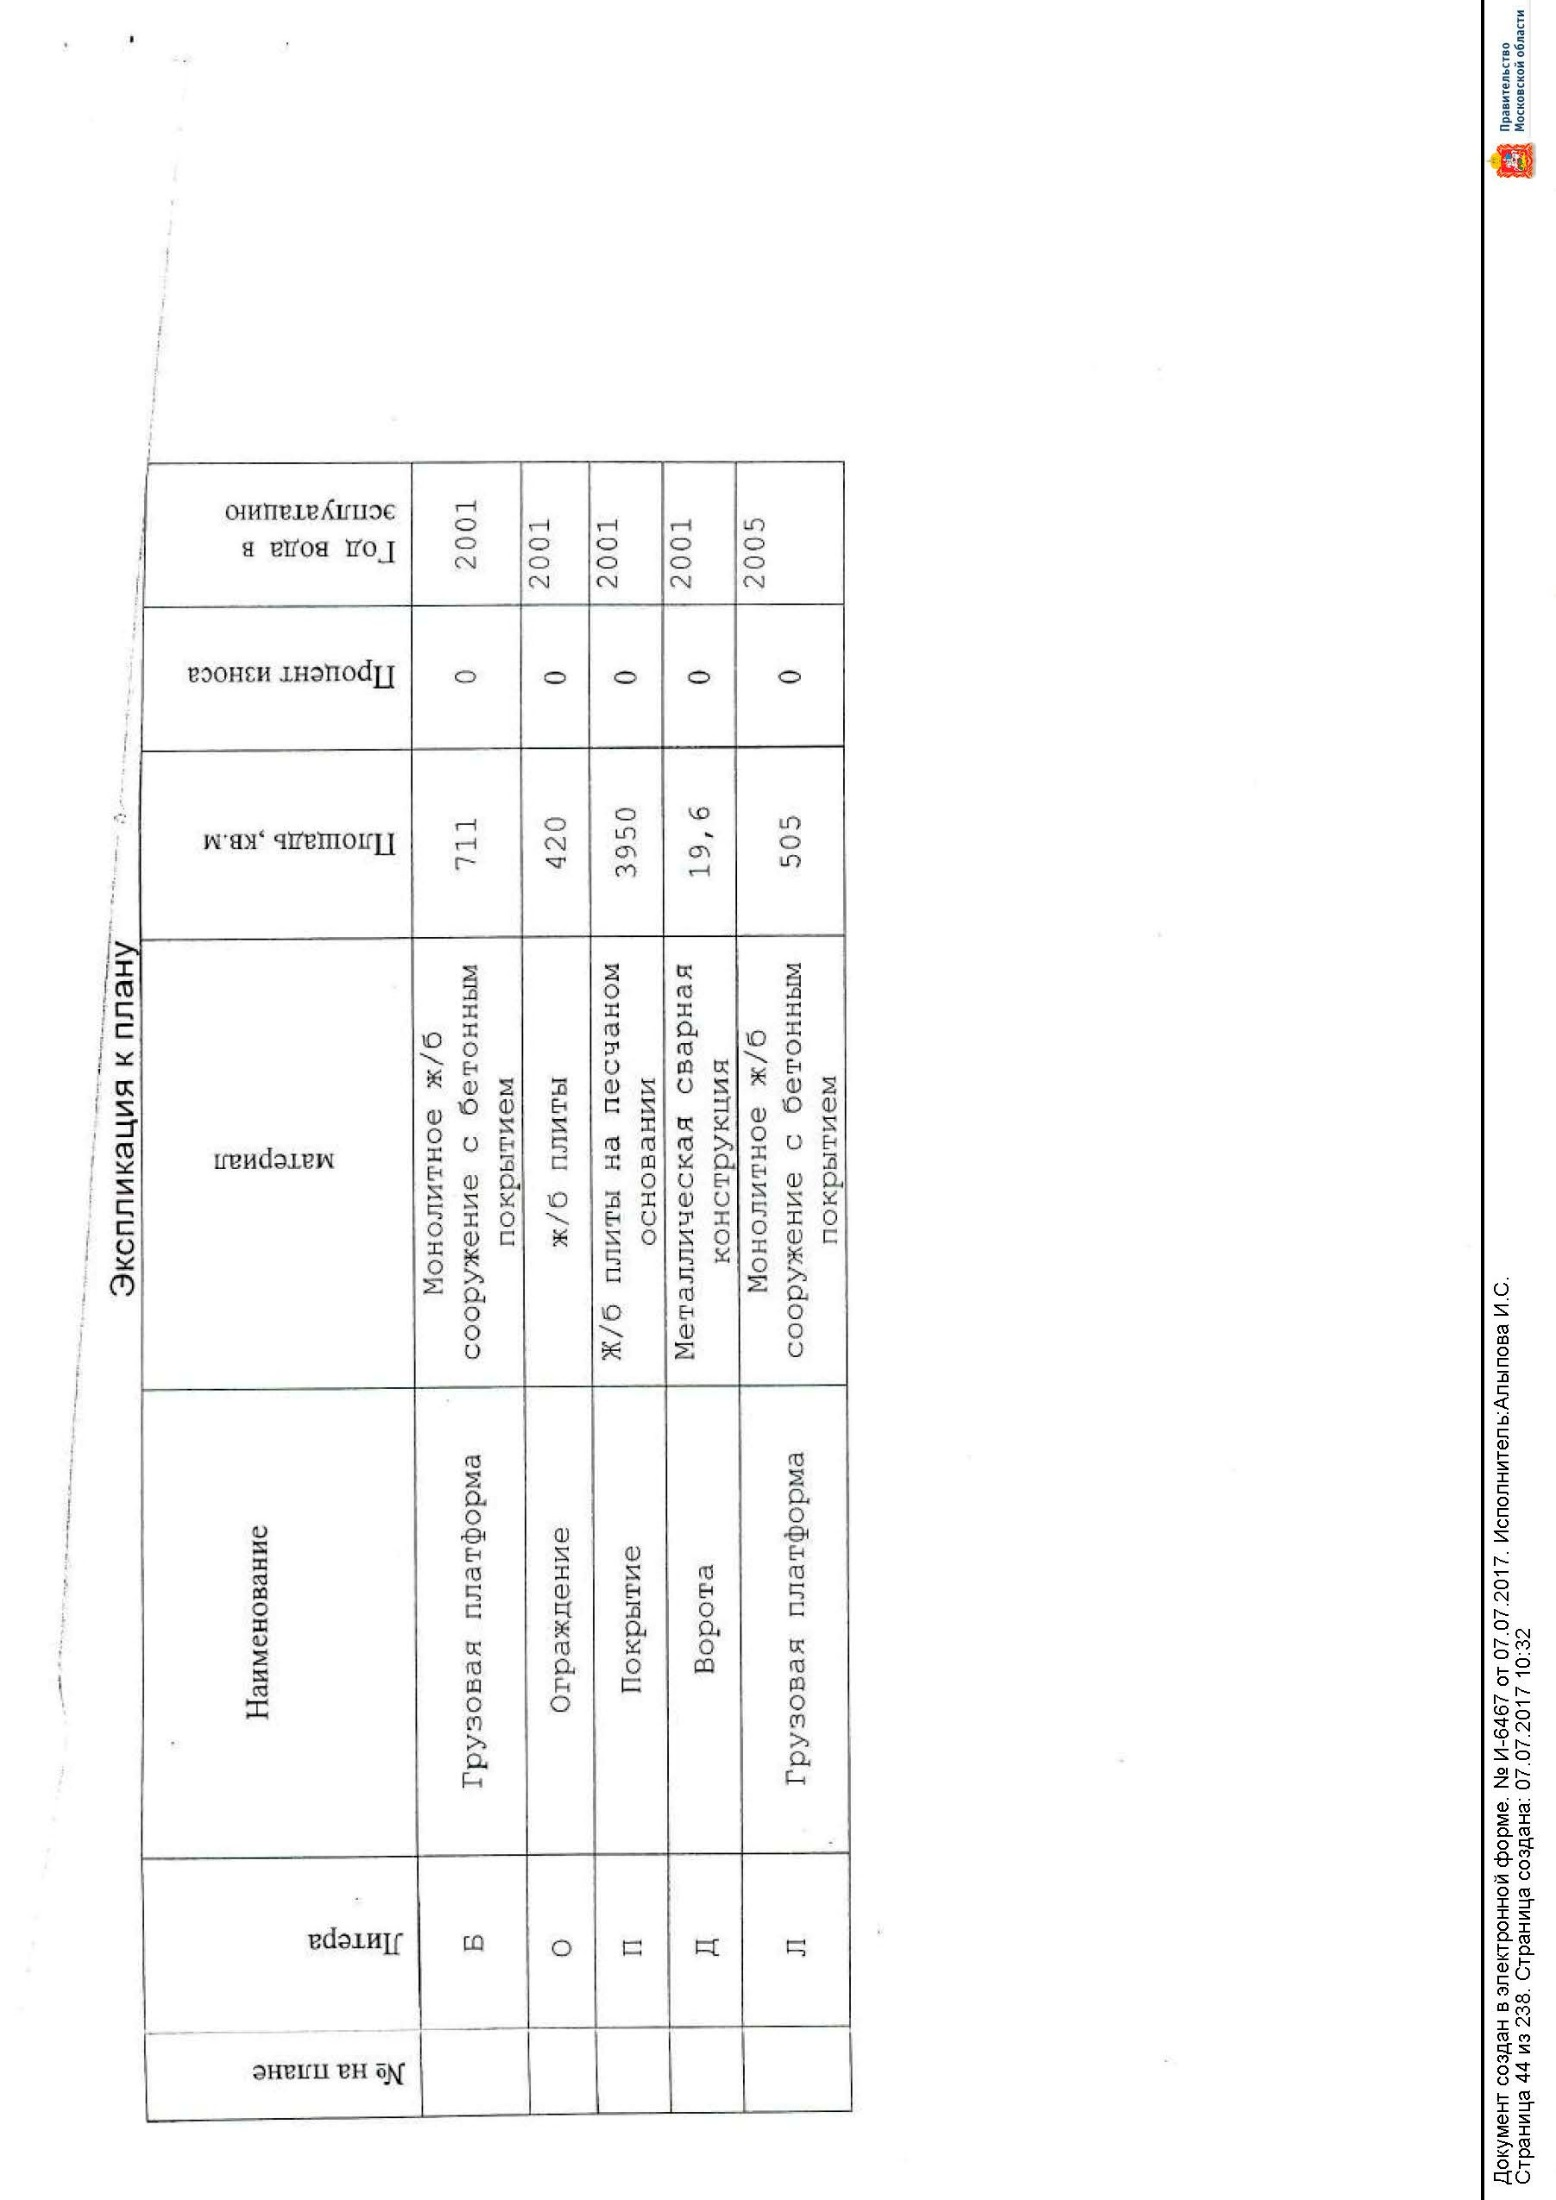 Экспликация к плану
№ на плане
Литера
Наименование
материал
Площадь,кв.м
Процент износа
Год вода в
эсплуатацию
Б
Грузовая платформа
Монолитное ж/б
сооружение с бетонным
покрытием
711
0
2001
О
Ограждение
ж/б плиты
420
0
2001
П
Покрытие
Ж/б плиты на песчаном
основании
3950
0
2001
Д
Ворота
Металлическая сварная
конструкция
19,6
0
2001
Л
Грузовая платформа
Монолитное ж/б
сооружение с бетонным
покрытием
505
0
2005
Документ создан в электронной форме. № И-6467 от 07.07.2017. Исполнитель:Алыпова И.С.
Страница 44 из 238. Страница создана: 07.07.2017 10:32
Правительство
Московской области